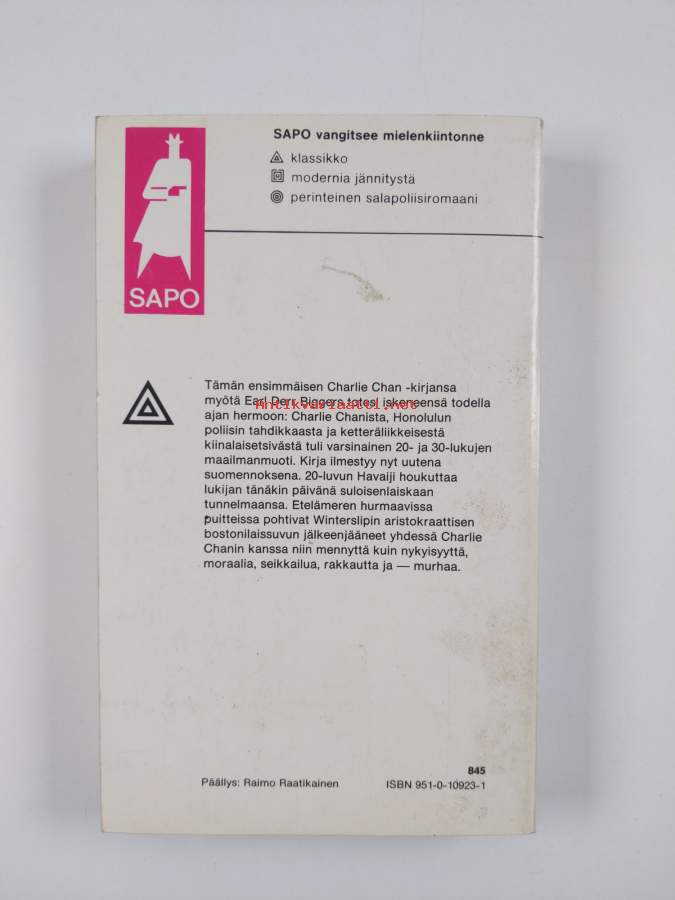 SAPO vangitsee mielenkiintonne
klassikko
modernia jännitystä
perinteinen salapoliisiromaani
SAPO
Tämän ensimmäisen Charlie Chan -kirjansa
myötä Earl Derr Biggers totesi iskeneensä todella
Antikvariaatti.net
ajan hermoon: Charlie Chanista, Honolulun
poliisin tahdikkaasta ja ketteräliikkeisestä
kiinalaisetsivästä tuli varsinainen 20- ja 30-lukujen
maailmanmuoti. Kirja ilmestyy nyt uutena
suomennoksena. 20-luvun Havaiji houkuttaa
lukijan tänäkin päivänä suloisenlaiskaan
tunnelmaansa. Etelämeren hurmaavissa
puitteissa pohtivat Winterslipin aristokraattisen
bostonilaissuvun jälkeenjääneet yhdessä Charlie
Chanin kanssa niin mennyttä kuin nykyisyyttä,
moraalia, seikkailua, rakkautta ja — murhaa.
845
Päällys: Raimo Raatikainen ISBN 951-0-10923-1